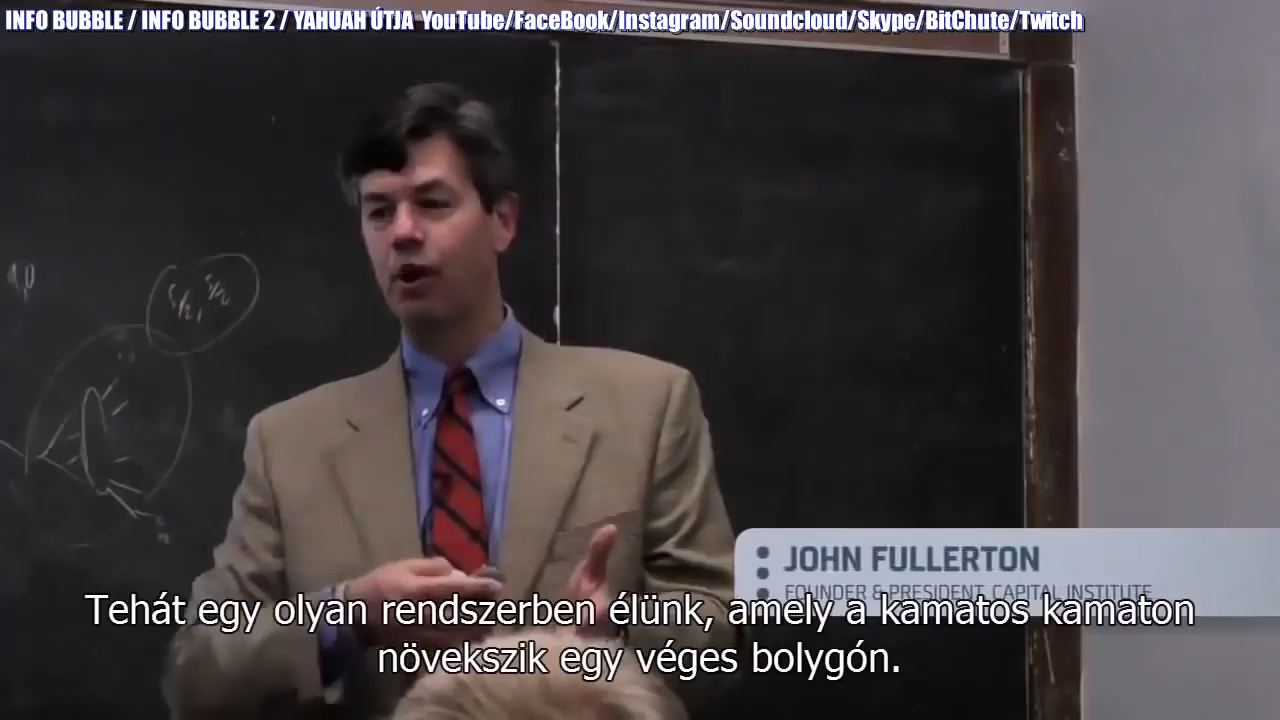 INFO BUBBLE / INFO BUBBLE 2 / YAHUAH ÚTJA YouTube/FaceBook/Instagram/Soundcloud/Skype/BitChute/Twitch
JOHN FULLERTON
FOUNDER & PRESIDENT, CAPITAL INSTITUTE
Tehát egy olyan rendszerben élünk, amely a kamatos kamaton
növekszik egy véges bolygón.